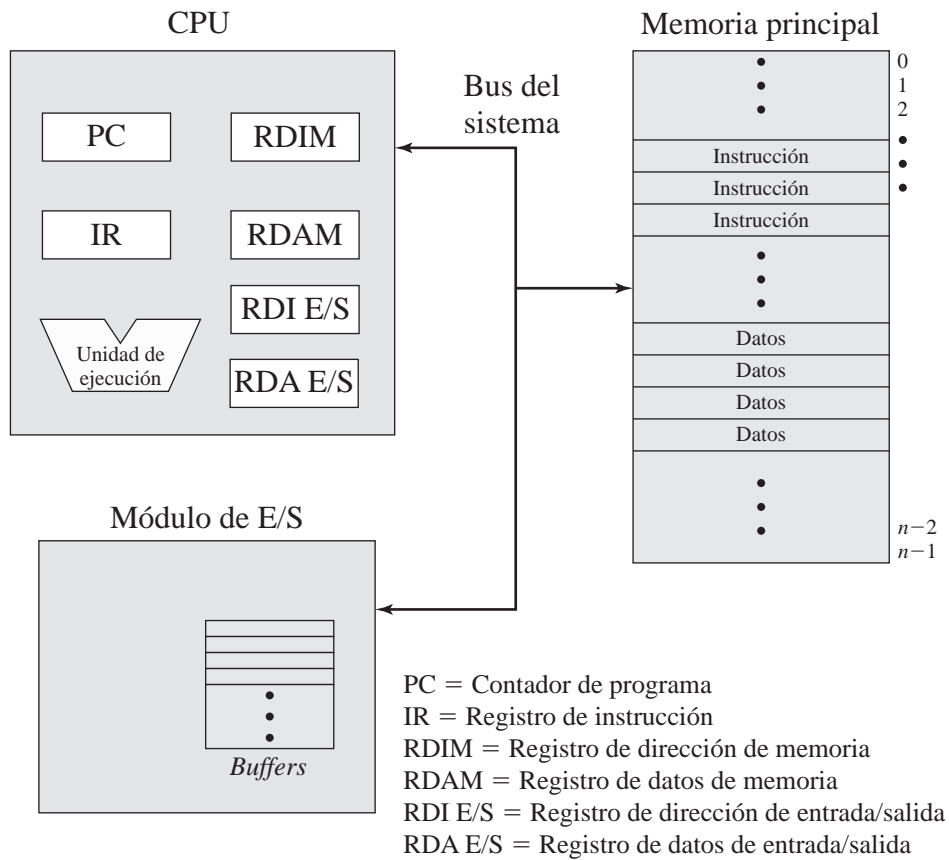 CPU
Memoria principal
Bus del
sistema
PC
RDIM
IR
RDAM
RDI E/S
RDA E/S
Unidad de
ejecución
0
1
2
Instrucción
Instrucción
Instrucción
Datos
Datos
Datos
Datos
n−2
n−1
Módulo de E/S
Buffers
PC = Contador de programa
IR = Registro de instrucción
RDIM = Registro de dirección de memoria
RDAM = Registro de datos de memoria
RDI E/S = Registro de dirección de entrada/salida
RDA E/S = Registro de datos de entrada/salida